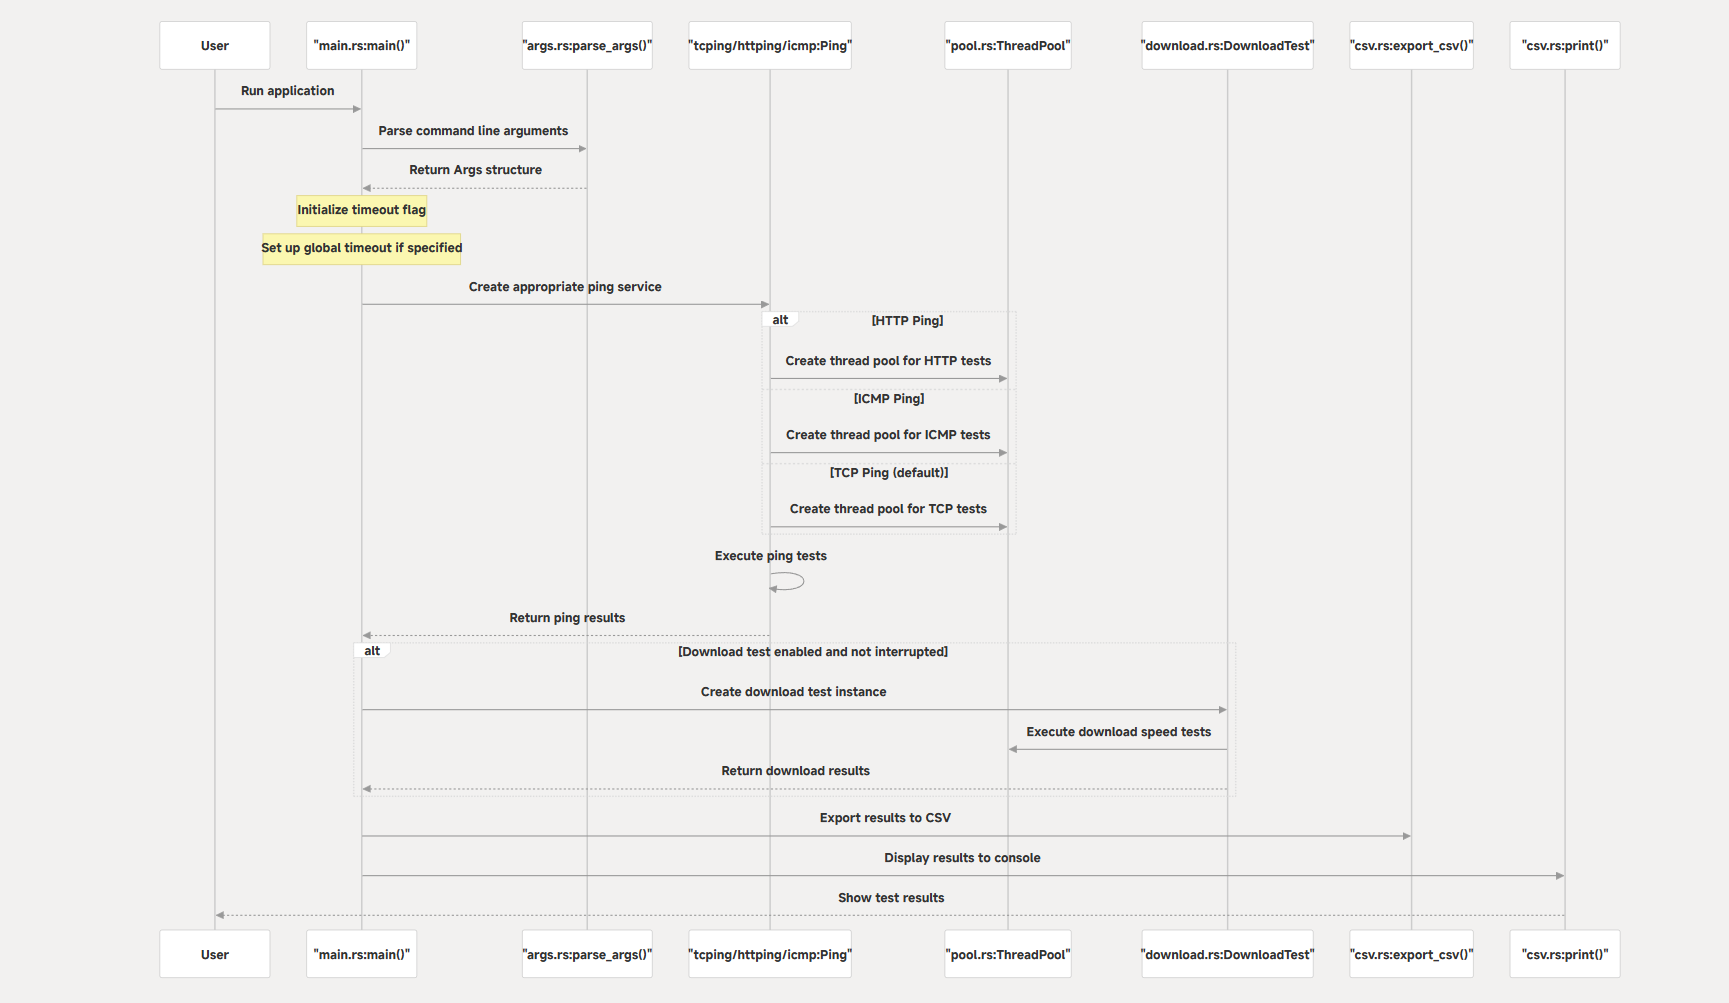 User
"main.rs:main()"
"args.rs:parse_args()"
"tcping/httping/icmp:Ping"
"pool.rs:ThreadPool"
"download.rs:DownloadTest"
"csv.rs:export_csv()"
"csv.rs:print()"
Run application
Parse command line arguments
Return Args structure
Initialize timeout flag
Set up global timeout if specified
Create appropriate ping service
alt
[HTTP Ping]
Create thread pool for HTTP tests
[ICMP Ping]
Create thread pool for ICMP tests
[TCP Ping (default)]
Create thread pool for TCP tests
Execute ping tests
Return ping results
alt
[Download test enabled and not interrupted]
Create download test instance
Execute download speed tests
Return download results
Export results to CSV
Display results to console
Show test results
User
"main.rs:main()"
"args.rs:parse_args()"
"tcping/httping/icmp:Ping"
"pool.rs:ThreadPool"
"download.rs:DownloadTest"
"csv.rs:export_csv()"
"csv.rs:print()"